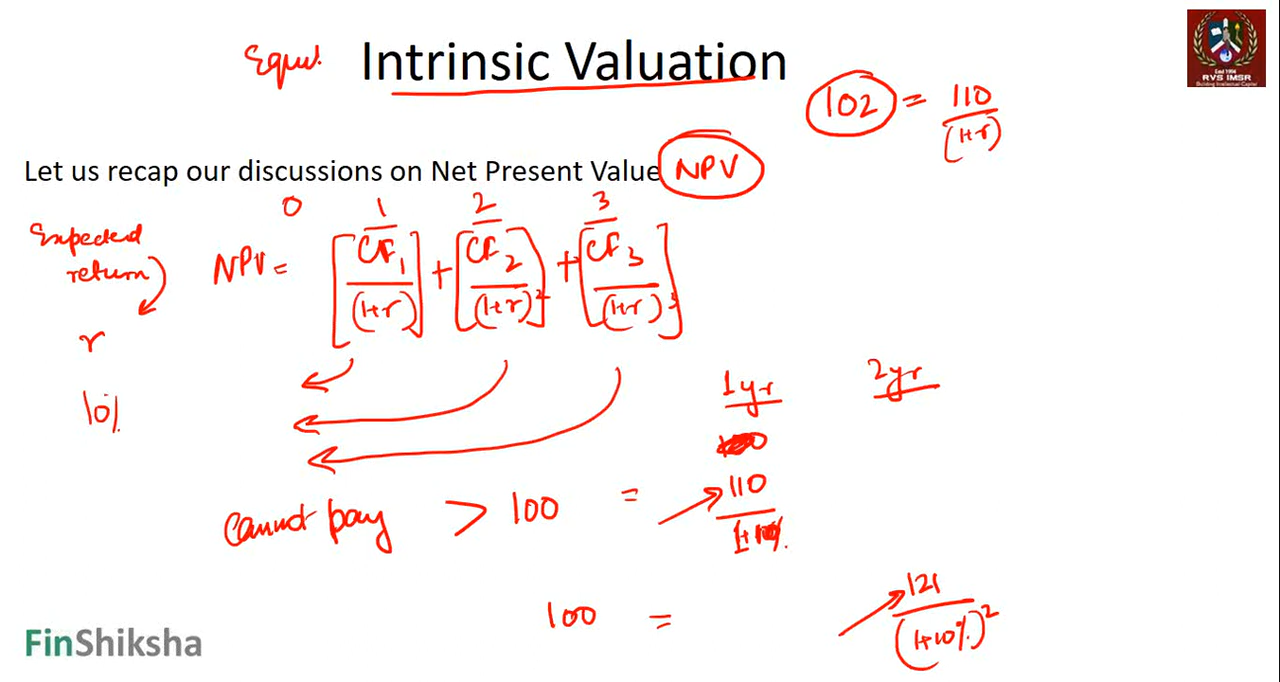 Equi. Intrinsic Valuation
102 = 110/(1+r)
RVS IMSR
Let us recap our discussions on Net Present Value NPV
0 1 2 3
Expected return
NPV = [CF₁/(1+r)] + [CF₂/(1+r)²] + [CF₃/(1+r)³]
r
10%
1yr 2yr
Cannot pay > 100 = 110/1+10%
100 = 121/(1+10%)²
FinShiksha